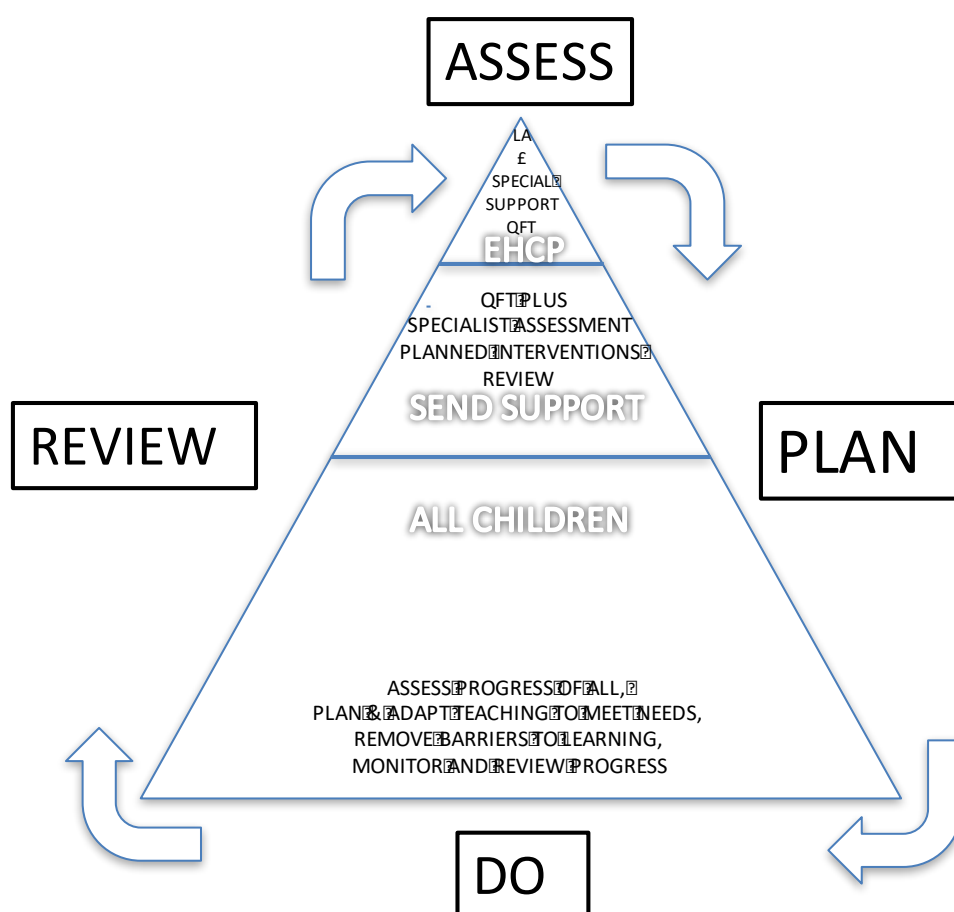 ASSESS
LA
£
SPECIAL
SUPPORT
QFT
EHCP
QFT PLUS
SPECIALIST ASSESSMENT
PLANNED INTERVENTIONS
REVIEW
SEND SUPPORT
REVIEW
PLAN
ALL CHILDREN
ASSESS PROGRESS OF ALL,
PLAN & ADAPT TEACHING TO MEET NEEDS,
REMOVE BARRIERS TO LEARNING,
MONITOR AND REVIEW PROGRESS
DO